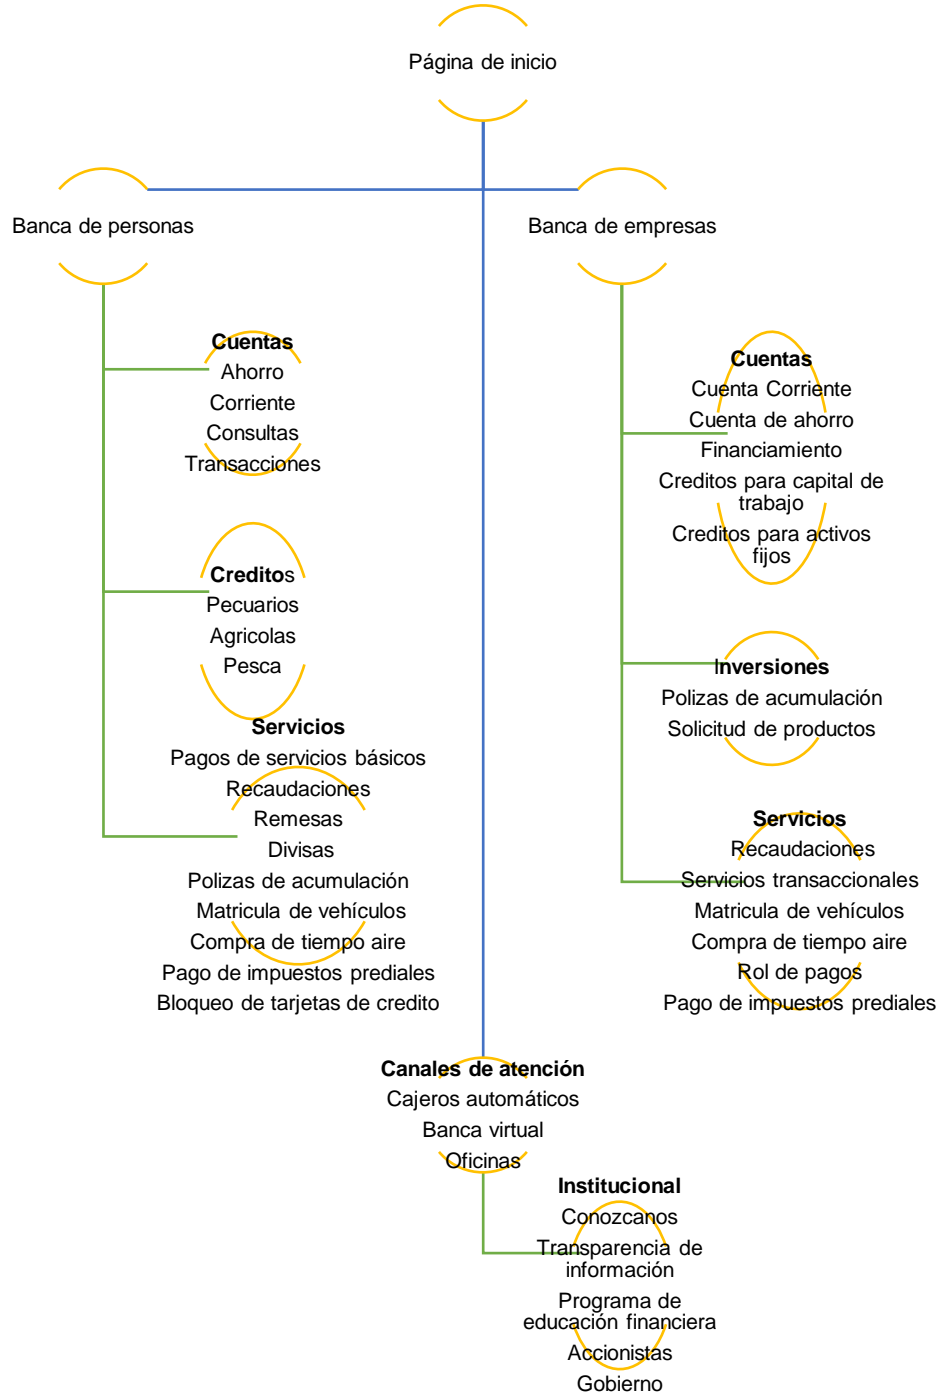 Página de inicio
Banca de personas
Cuentas
Ahorro
Corriente
Consultas
Transacciones
Creditos
Pecuarios
Agricolas
Pesca
Servicios
Pagos de servicios básicos
Recaudaciones
Remesas
Divisas
Polizas de acumulación
Matricula de vehículos
Compra de tiempo aire
Pago de impuestos prediales
Bloqueo de tarjetas de credito
Banca de empresas
Cuentas
Cuenta Corriente
Cuenta de ahorro
Financiamiento
Creditos para capital de
trabajo
Creditos para activos
fijos
Inversiones
Polizas de acumulación
Solicitud de productos
Servicios
Recaudaciones
Servicios transaccionales
Matricula de vehículos
Compra de tiempo aire
Rol de pagos
Pago de impuestos prediales
Canales de atención
Cajeros automáticos
Banca virtual
Oficinas
Institucional
Conozcanos
Transparencia de
información
Programa de
educación financiera
Accionistas
Gobierno